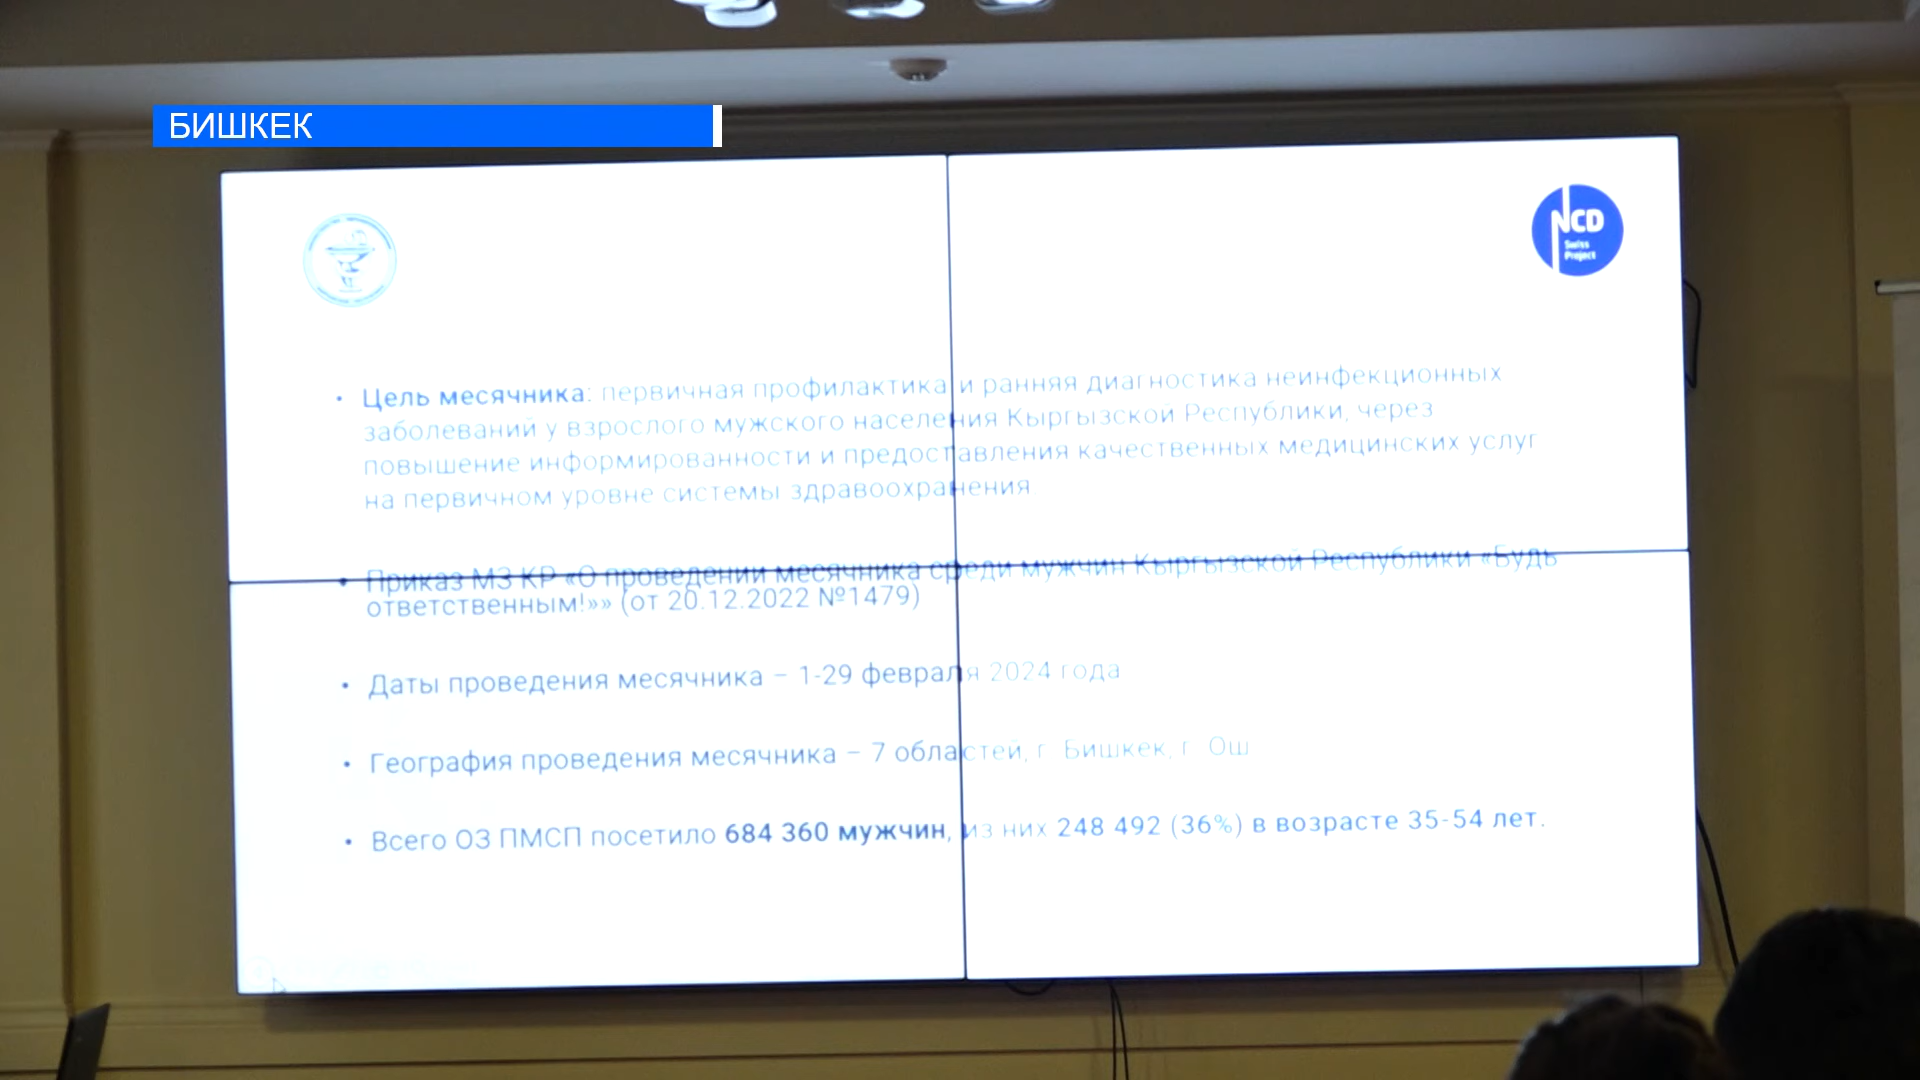 БИШКЕК
NCD
Swiss
Project
• Цель месячника: первичная профилактика и ранняя диагностика неинфекционных
заболеваний у взрослого мужского населения Кыргызской Республики, через
повышение информированности и предоставления качественных медицинских услуг
на первичном уровне системы здравоохранения
• Приказ МЗ КР «О проведении месячника среди мужчин Кыргызской Республики «Будь
ответственным!»» (от 20.12.2022 №1479)
• Даты проведения месячника – 1-29 февраля 2024 года
• География проведения месячника – 7 областей, г. Бишкек, г. Ош
• Всего ОЗ ПМСП посетило 684 360 мужчин, из них 248 492 (36%) в возрасте 35-54 лет.